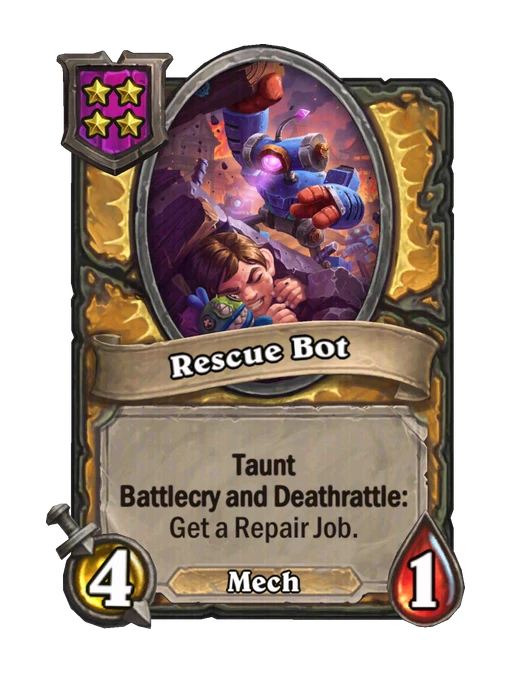 Rescue Bot
Taunt
Battlecry and Deathrattle:
Get a Repair Job.
4
Mech
1